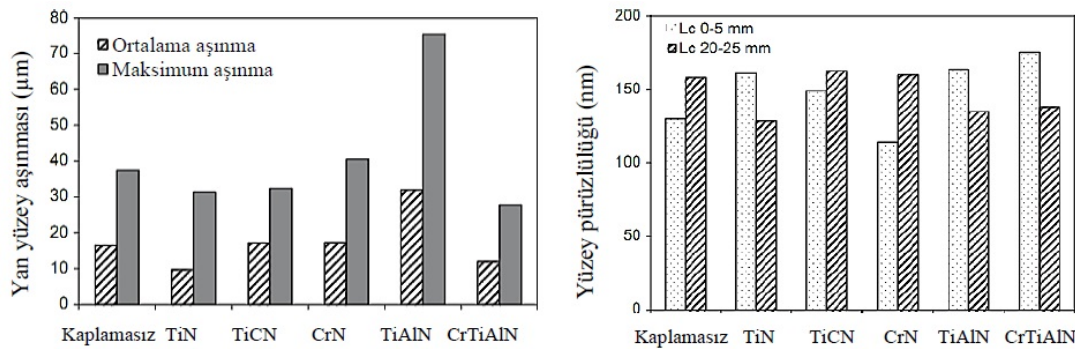 Yan yüzey aşınması (µm)
80
70
60
50
40
30
20
10
0
Ortalama aşınma
Maksimum aşınma
Kaplamasız TiN TiCN CrN TiAlN CrTiAlN
Yüzey pürüzlülüğü (nm)
200
150
100
50
0
Lc 0-5 mm
Lc 20-25 mm
Kaplamasız TiN TiCN CrN TiAlN CrTiAlN